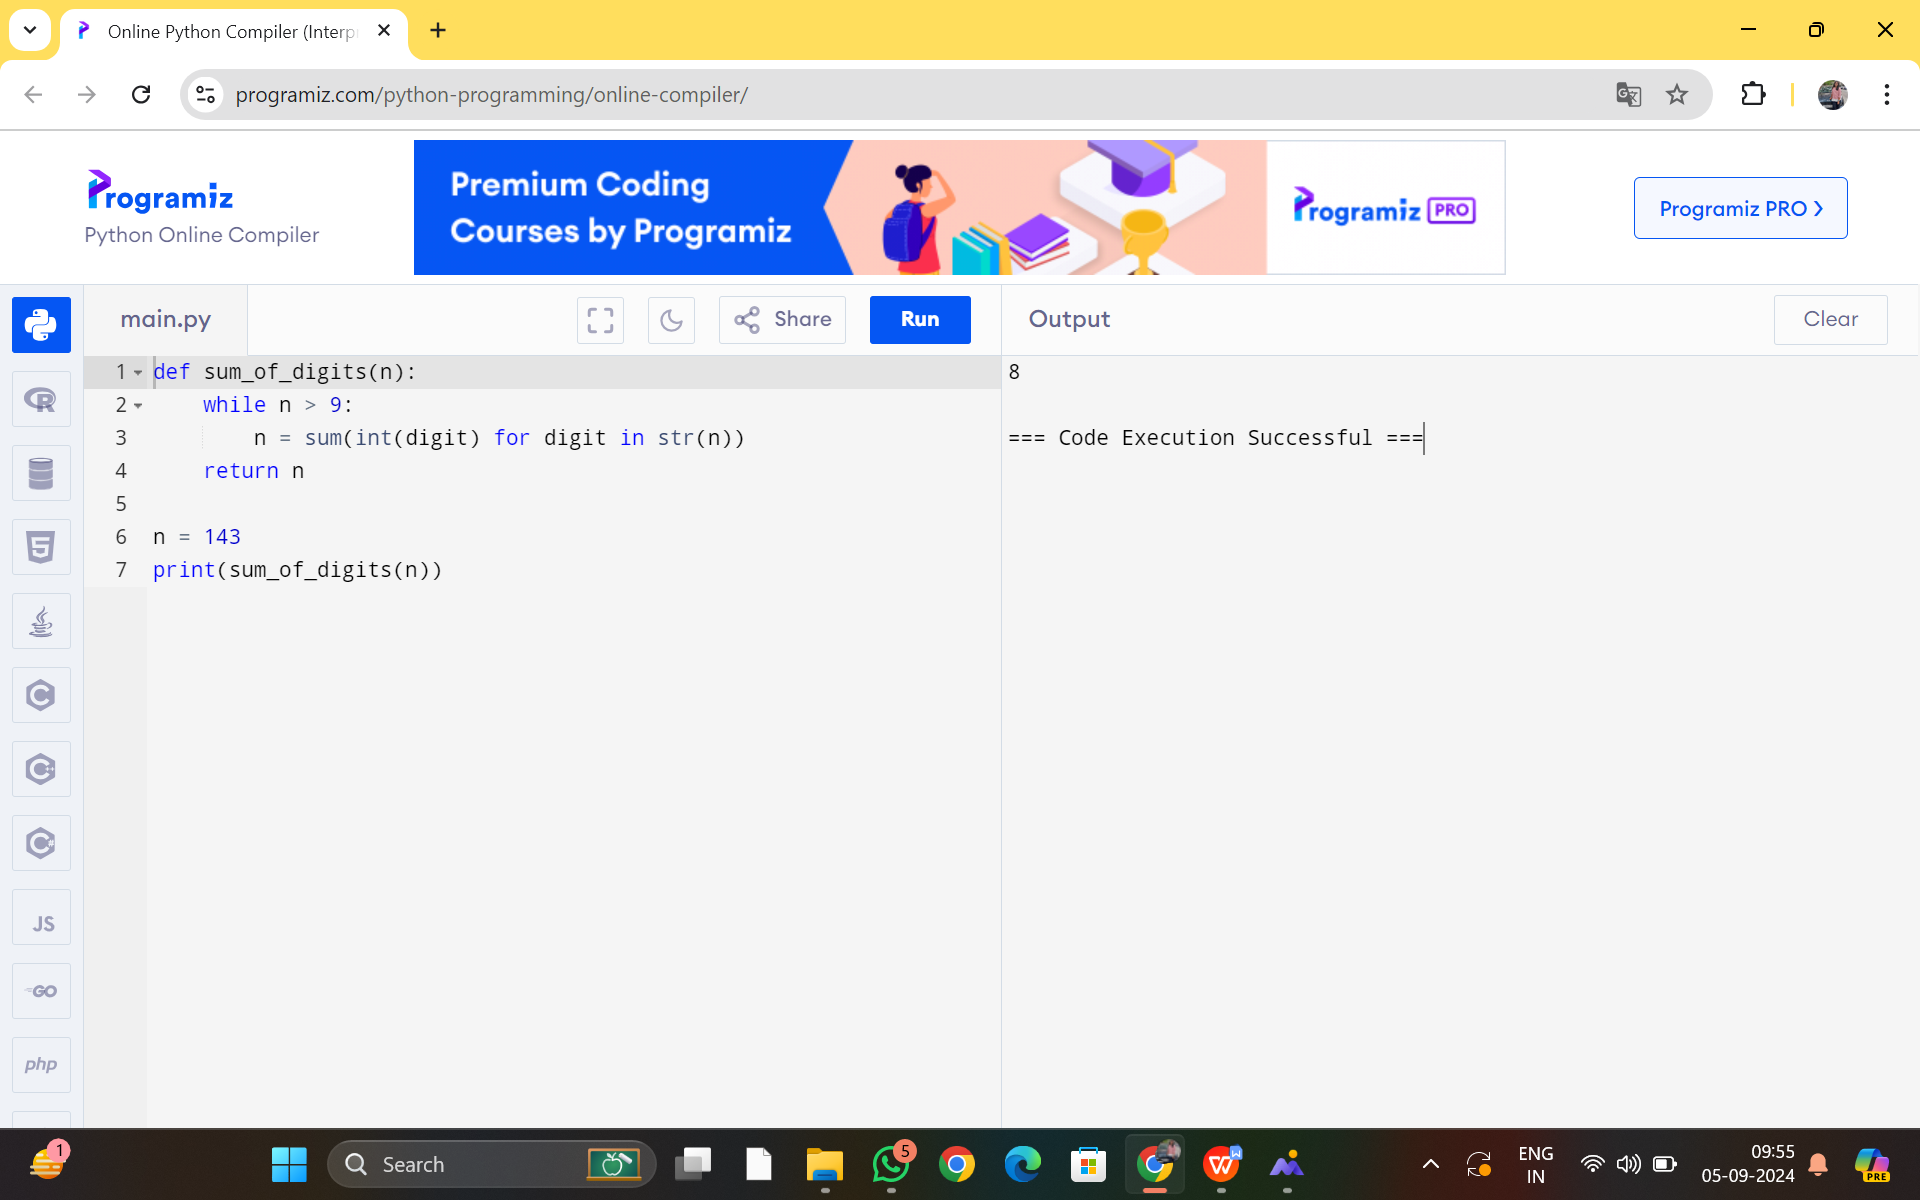 Online Python Compiler (Interp
programiz.com/python-programming/online-compiler/
Programiz
Python Online Compiler
Premium Coding
Courses by Programiz
Programiz PRO
Programiz PRO
main.py
Share
Run
Output
Clear
1 def sum_of_digits(n):
2     while n > 9:
3         n = sum(int(digit) for digit in str(n))
4     return n
5
6 n = 143
7 print(sum_of_digits(n))
8
=== Code Execution Successful ===
R
5
C
C
C#
JS
GO
php
1
Search
5
W
W
ENG
IN
09:55
05-09-2024
PRE